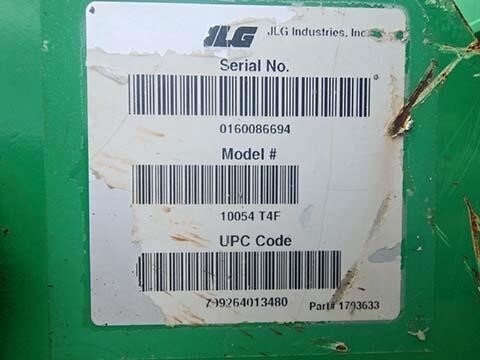 JLG JLG Industries, Inc.
Serial No.
0160086694
Model #
10054 T4F
UPC Code
799264013480
Part# 1703633